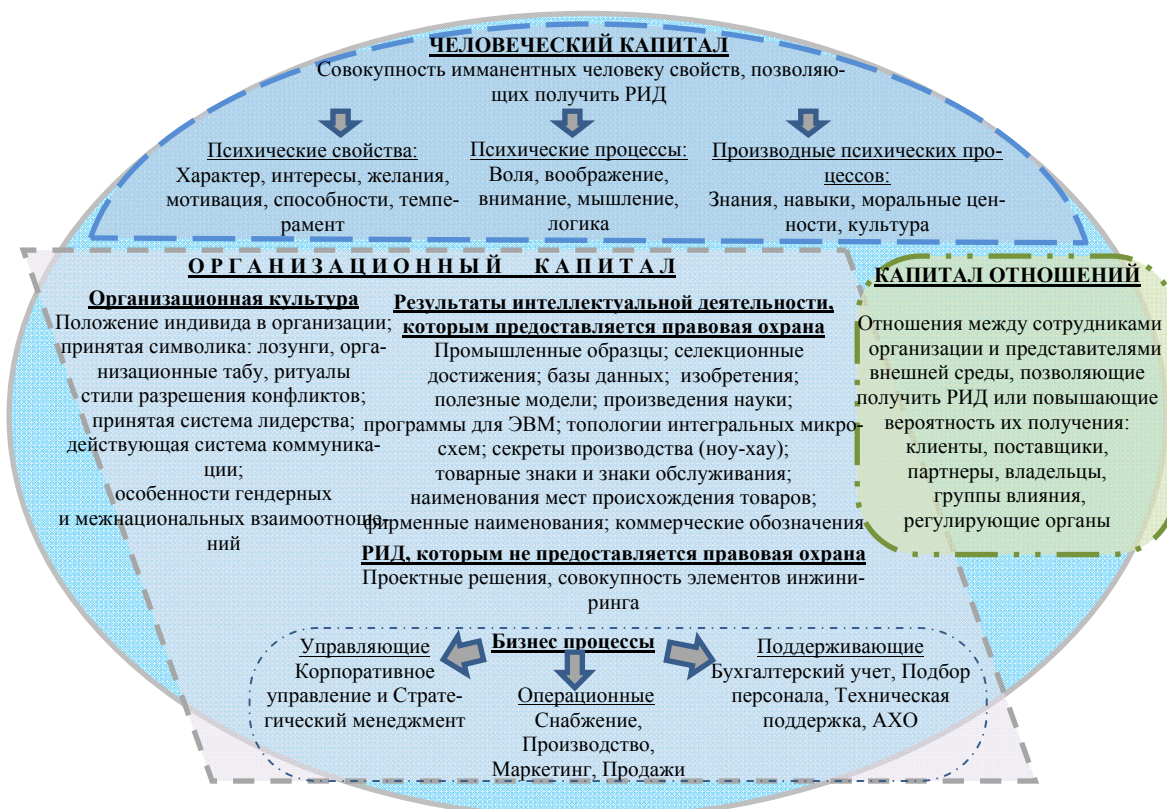 ЧЕЛОВЕЧЕСКИЙ КАПИТАЛ
Совокупность имманентных человеку свойств, позволяю-
щих получить РИД
Психические свойства:
Характер, интересы, желания,
мотивация, способности, темпе-
рамент
Психические процессы:
Воля, воображение,
внимание, мышление,
логика
Производные психических про-
цессов:
Знания, навыки, моральные цен-
ности, культура
ОРГАНИЗАЦИОННЫЙ КАПИТАЛ
Организационная культура
Положение индивида в организации;
принятая символика: лозунги, орга-
низационные табу, ритуалы
стили разрешения конфликтов;
принятая система лидерства;
действующая система коммуника-
ции;
особенности гендерных
и межнациональных взаимоотноше-
ний
Результаты интеллектуальной деятельности,
которым предоставляется правовая охрана
Промышленные образцы; селекционные
достижения; базы данных; изобретения;
полезные модели; произведения науки;
программы для ЭВМ; топологии интегральных микро-
схем; секреты производства (ноу-хау);
товарные знаки и знаки обслуживания;
наименования мест происхождения товаров;
фирменные наименования; коммерческие обозначения
РИД, которым не предоставляется правовая охрана
Проектные решения, совокупность элементов инжини-
ринга
КАПИТАЛ ОТНОШЕНИЙ
Отношения между сотрудниками
организации и представителями
внешней среды, позволяющие
получить РИД или повышающие
вероятность их получения:
клиенты, поставщики,
партнеры, владельцы,
группы влияния,
регулирующие органы
Бизнес процессы
Управляющие
Корпоративное
управление и Страте-
гический менеджмент
Операционные
Снабжение,
Производство,
Маркетинг, Продажи
Поддерживающие
Бухгалтерский учет, Подбор
персонала, Техническая
поддержка, АХО